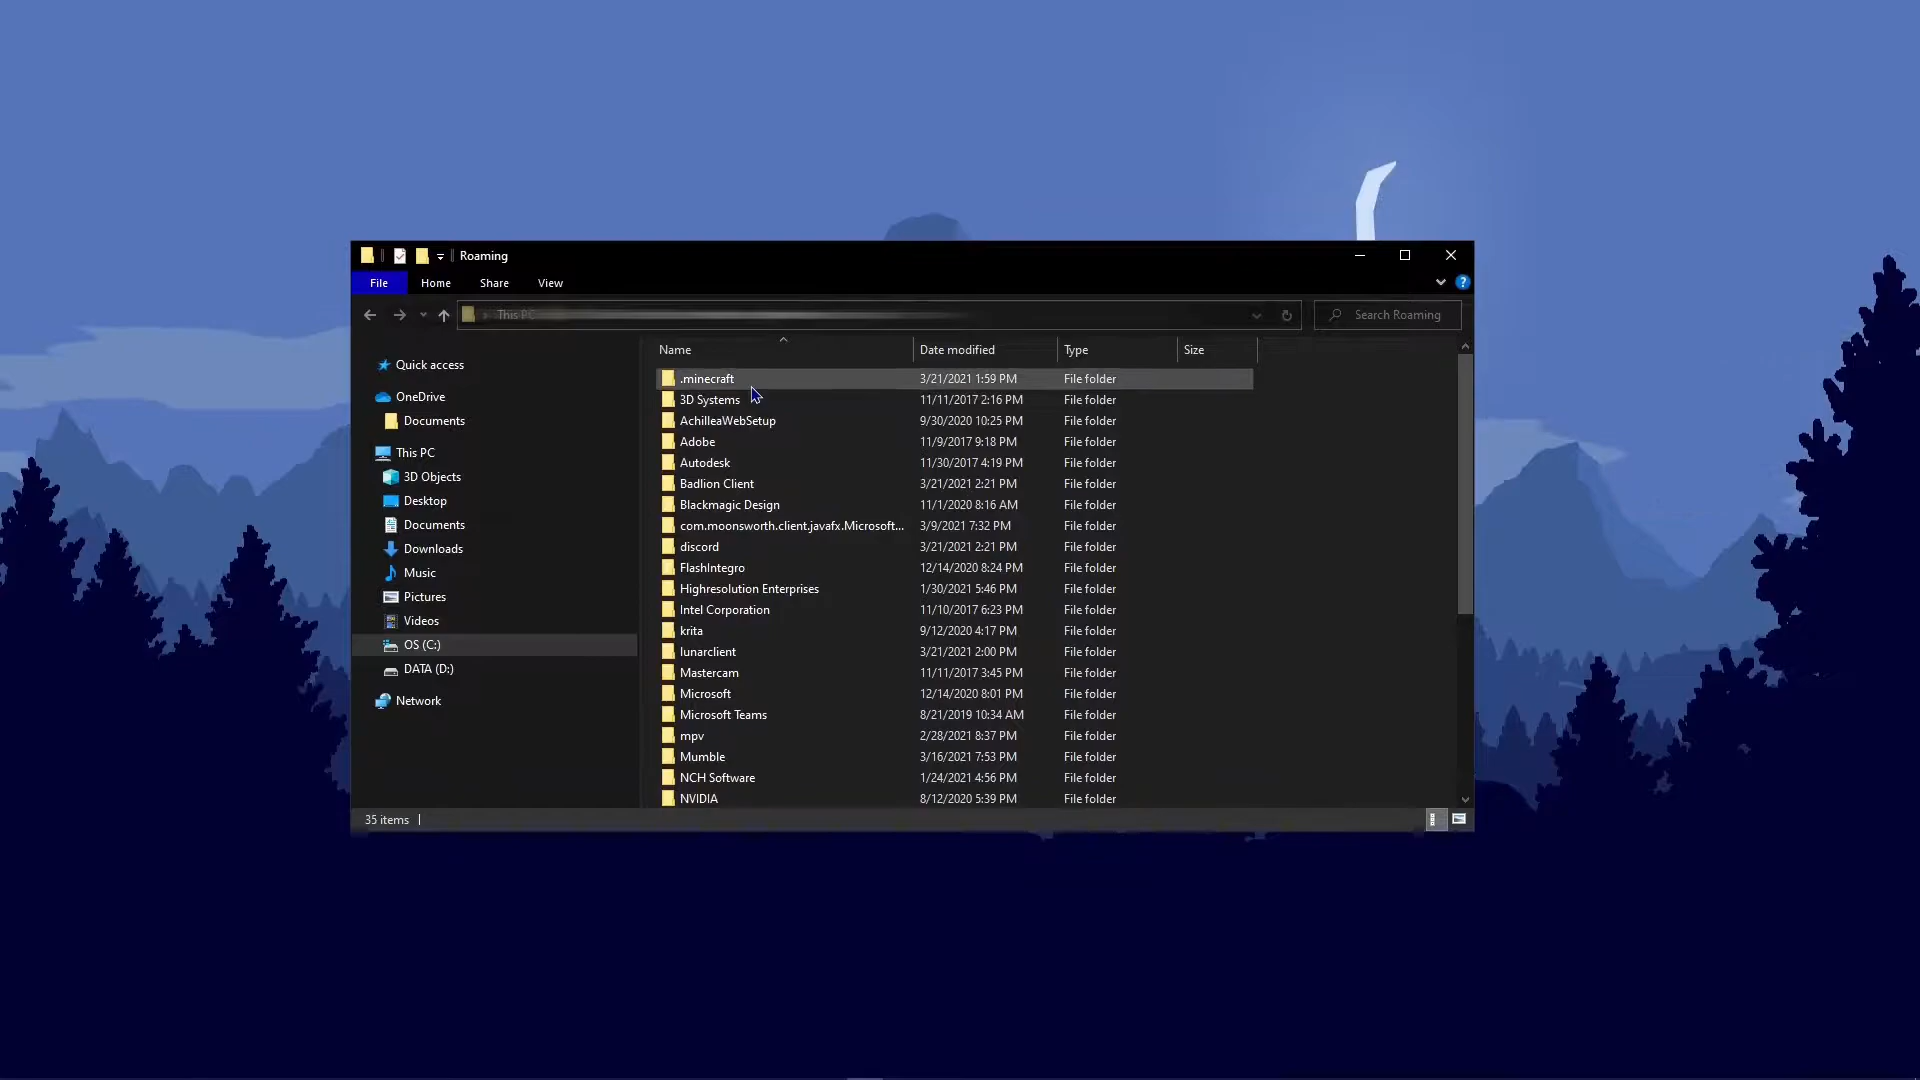 Roaming
File Home Share View
This PC
Search Roaming
Name Date modified Type Size
Quick access
OneDrive
Documents
This PC
3D Objects
Desktop
Documents
Downloads
Music
Pictures
Videos
OS (C:)
DATA (D:)
Network
.minecraft 3/21/2021 1:59 PM File folder
3D Systems 11/11/2017 2:16 PM File folder
AchilleaWebSetup 9/30/2020 10:25 PM File folder
Adobe 11/9/2017 9:18 PM File folder
Autodesk 11/30/2017 4:19 PM File folder
Badlion Client 3/21/2021 2:21 PM File folder
Blackmagic Design 11/1/2020 8:16 AM File folder
com.moonsworth.client.javafx.Microsoft... 3/9/2021 7:32 PM File folder
discord 3/21/2021 2:21 PM File folder
FlashIntegro 12/14/2020 8:24 PM File folder
Highresolution Enterprises 1/30/2021 5:46 PM File folder
Intel Corporation 11/10/2017 6:23 PM File folder
krita 9/12/2020 4:17 PM File folder
lunarclient 3/21/2021 2:00 PM File folder
Mastercam 11/11/2017 3:45 PM File folder
Microsoft 12/14/2020 8:01 PM File folder
Microsoft Teams 8/21/2019 10:34 AM File folder
mpv 2/28/2021 8:37 PM File folder
Mumble 3/16/2021 7:53 PM File folder
NCH Software 1/24/2021 4:56 PM File folder
NVIDIA 8/12/2020 5:39 PM File folder
35 items